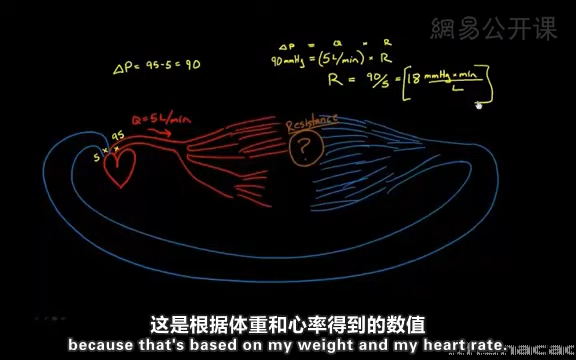 網易公开课
ΔP = Q × R
90 mmHg = (5 L/min) × R
ΔP = 95-5 = 90
R = 90/5 = [18 mmHg × min / L]
Q = 5 L/min
Resistance
95
5 × ×
?
这是根据体重和心率得到的数值
because that's based on my weight and my heart rate.